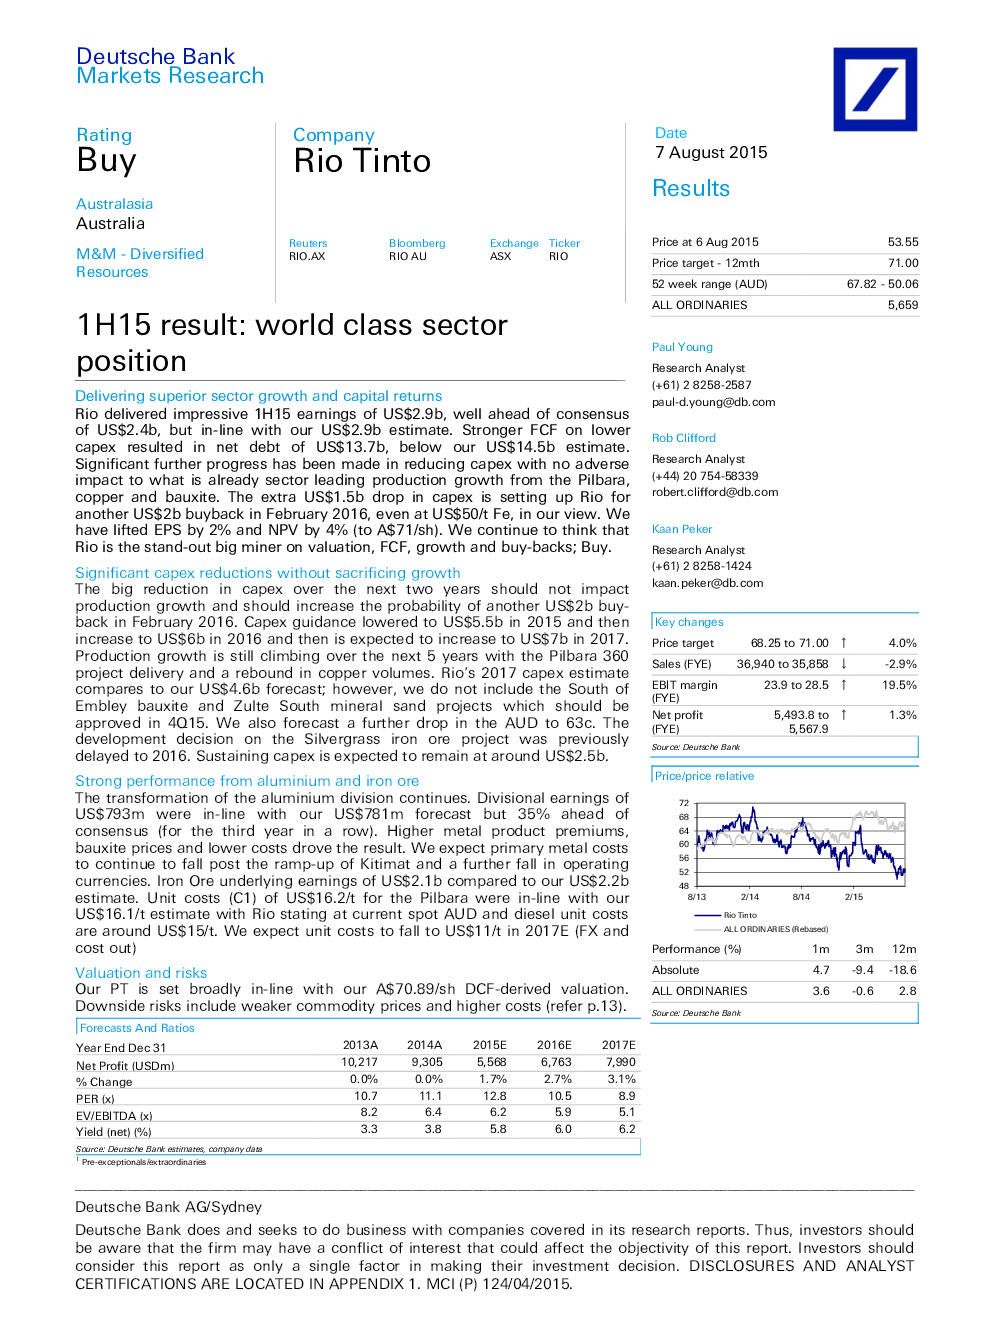 Deutsche Bank
Markets Research
Rating
Buy
Australasia
Australia
M&M - Diversified
Resources
Company
Rio Tinto
Reuters Bloomberg Exchange Ticker
RIO.AX RIO AU ASX RIO
Date
7 August 2015
Results
Price at 6 Aug 2015 53.55
Price target - 12mth 71.00
52 week range (AUD) 67.82 - 50.06
ALL ORDINARIES 5,659
1H15 result: world class sector
position
Delivering superior sector growth and capital returns
Rio delivered impressive 1H15 earnings of US$2.9b, well ahead of consensus
of US$2.4b, but in-line with our US$2.9b estimate. Stronger FCF on lower
capex resulted in net debt of US$13.7b, below our US$14.5b estimate.
Significant further progress has been made in reducing capex with no adverse
impact to what is already sector leading production growth from the Pilbara,
copper and bauxite. The extra US$1.5b drop in capex is setting up Rio for
another US$2b buyback in February 2016, even at US$50/t Fe, in our view. We
have lifted EPS by 2% and NPV by 4% (to A$71/sh). We continue to think that
Rio is the stand-out big miner on valuation, FCF, growth and buy-backs; Buy.
Significant capex reductions without sacrificing growth
The big reduction in capex over the next two years should not impact
production growth and should increase the probability of another US$2b buy-
back in February 2016. Capex guidance lowered to US$5.5b in 2015 and then
increase to US$6b in 2016 and then is expected to increase to US$7b in 2017.
Production growth is still climbing over the next 5 years with the Pilbara 360
project delivery and a rebound in copper volumes. Rio's 2017 capex estimate
compares to our US$4.6b forecast; however, we do not include the South of
Embley bauxite and Zulte South mineral sand projects which should be
approved in 4Q15. We also forecast a further drop in the AUD to 63c. The
development decision on the Silvergrass iron ore project was previously
delayed to 2016. Sustaining capex is expected to remain at around US$2.5b.
Strong performance from aluminium and iron ore
The transformation of the aluminium division continues. Divisional earnings of
US$793m were in-line with our US$781m forecast but 35% ahead of
consensus (for the third year in a row). Higher metal product premiums,
bauxite prices and lower costs drove the result. We expect primary metal costs
to continue to fall post the ramp-up of Kitimat and a further fall in operating
currencies. Iron Ore underlying earnings of US$2.1b compared to our US$2.2b
estimate. Unit costs (C1) of US$16.2/t for the Pilbara were in-line with our
US$16.1/t estimate with Rio stating at current spot AUD and diesel unit costs
are around US$15/t. We expect unit costs to fall to US$11/t in 2017E (FX and
cost out)
Valuation and risks
Our PT is set broadly in-line with our A$70.89/sh DCF-derived valuation.
Downside risks include weaker commodity prices and higher costs (refer p.13).
Forecasts And Ratios
Year End Dec 31 2013A 2014A 2015E 2016E 2017E
Net Profit (USDm) 10,217 9,305 5,568 6,763 7,990
% Change 0.0% 0.0% 1.7% 2.7% 3.1%
PER (x) 10.7 11.1 12.8 10.5 8.9
EV/EBITDA (x) 8.2 6.4 6.2 5.9 5.1
Yield (net) (%) 3.3 3.8 5.8 6.0 6.2
Source: Deutsche Bank estimates, company data
1 Pre-exceptionals/extraordinaries
Paul Young
Research Analyst
(+61) 2 8258-2587
paul-d.young@db.com
Rob Clifford
Research Analyst
(+44) 20 754-58339
robert.clifford@db.com
Kaan Peker
Research Analyst
(+61) 2 8258-1424
kaan.peker@db.com
Key changes
Price target 68.25 to 71.00 ↑ 4.0%
Sales (FYE) 36,940 to 35,858 ↓ -2.9%
EBIT margin 23.9 to 28.5 ↑ 19.5%
(FYE)
Net profit 5,493.8 to ↑ 1.3%
(FYE) 5,567.9
Source: Deutsche Bank
Price/price relative
72
68
64
60
56
52
48
8/13 2/14 8/14 2/15
Rio Tinto
ALL ORDINARIES (Rebased)
Performance (%) 1m 3m 12m
Absolute 4.7 -9.4 -18.6
ALL ORDINARIES 3.6 -0.6 2.8
Source: Deutsche Bank
Deutsche Bank AG/Sydney
Deutsche Bank does and seeks to do business with companies covered in its research reports. Thus, investors should
be aware that the firm may have a conflict of interest that could affect the objectivity of this report. Investors should
consider this report as only a single factor in making their investment decision. DISCLOSURES AND ANALYST
CERTIFICATIONS ARE LOCATED IN APPENDIX 1. MCI (P) 124/04/2015.